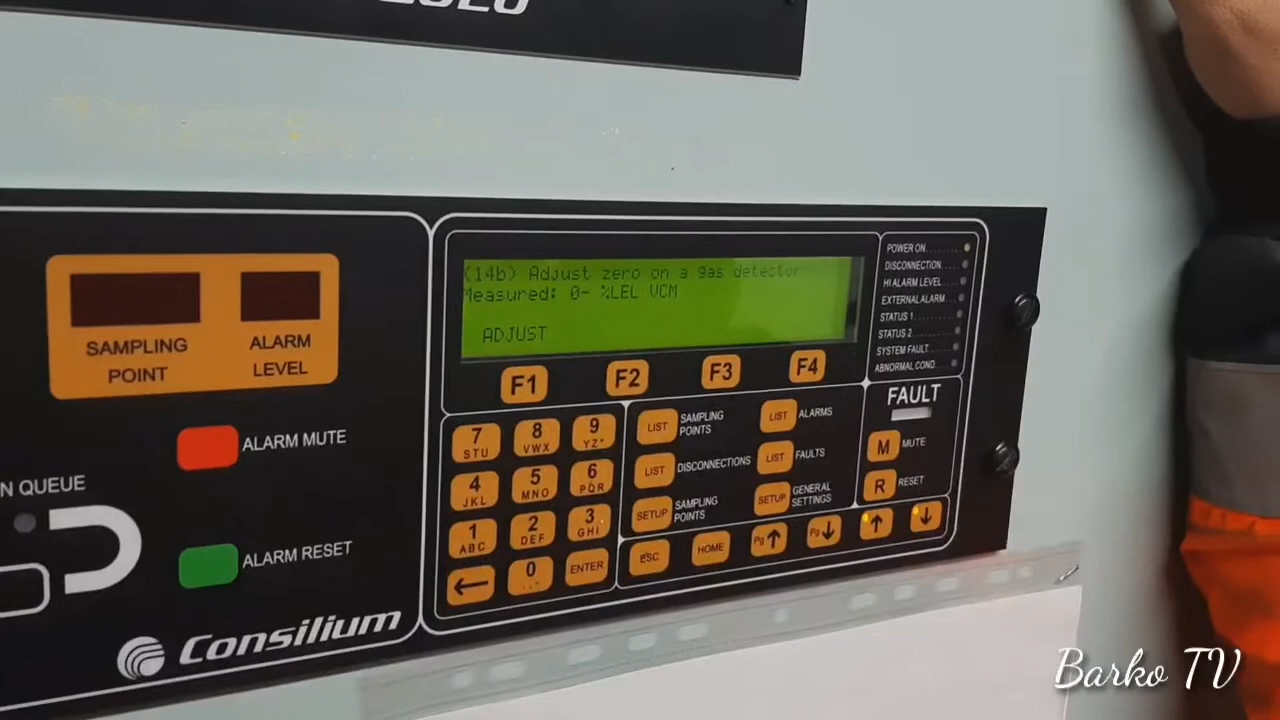 (14b) Adjust zero on a gas detector
Measured: 0- %LEL VCM
ADJUST
SAMPLING
POINT
ALARM
LEVEL
ALARM MUTE
N QUEUE
ALARM RESET
Consilium
F1
F2
F3
F4
7
STU
8
VWX
9
YZ*
4
JKL
5
MNO
6
PQR
1
ABC
2
DEF
3
GHI
0
ENTER
LIST
SAMPLING
POINTS
LIST
ALARMS
LIST
DISCONNECTIONS
LIST
FAULTS
SETUP
SAMPLING
POINTS
SETUP
GENERAL
SETTINGS
ESC
HOME
Pg
Pg
POWER ON
DISCONNECTION
HI ALARM LEVEL
EXTERNAL ALARM
STATUS 1
STATUS 2
SYSTEM FAULT
ABNORMAL COND.
FAULT
M
MUTE
R
RESET
Barko TV